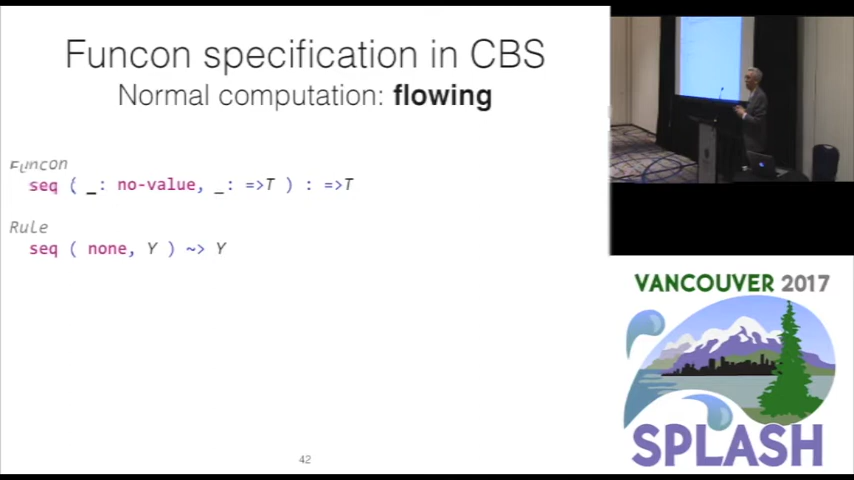 Funcon specification in CBS
Normal computation: flowing
Funcon
seq ( _: no-value, _: =>T ) : =>T
Rule
seq ( none, Y ) ~> Y
42
VANCOUVER 2017
SPLASH